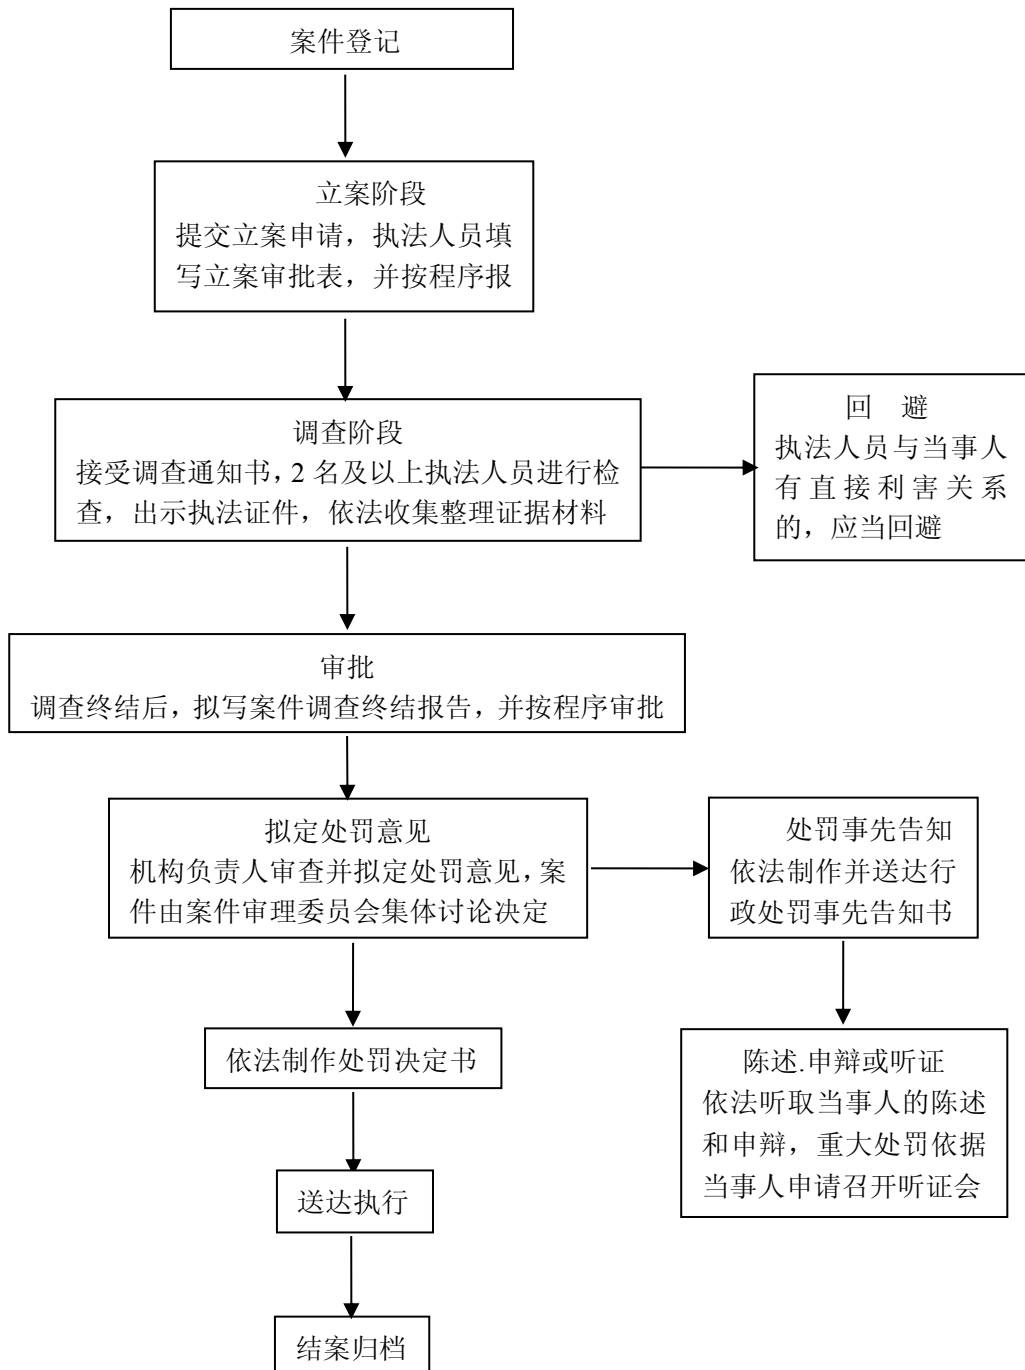 案件登记
立案阶段
提交立案申请，执法人员填
写立案审批表，并按程序报
调查阶段
接受调查通知书，2 名及以上执法人员进行检
查，出示执法证件，依法收集整理证据材料
回 避
执法人员与当事人
有直接利害关系
的，应当回避
审批
调查终结后，拟写案件调查终结报告，并按程序审批
拟定处罚意见
机构负责人审查并拟定处罚意见，案
件由案件审理委员会集体讨论决定
处罚事先告知
依法制作并送达行
政处罚事先告知书
依法制作处罚决定书
陈述.申辩或听证
依法听取当事人的陈述
和申辩，重大处罚依据
当事人申请召开听证会
送达执行
结案归档